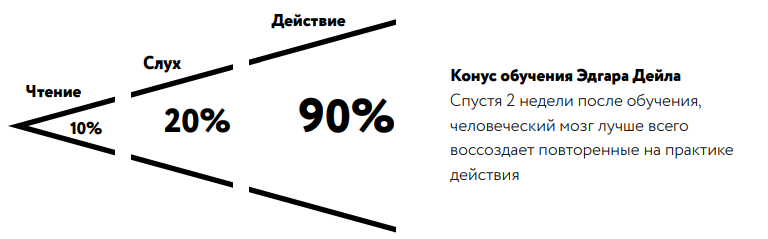 Действие
Слух
Чтение
10%
20%
90%
Конус обучения Эдгара Дейла
Спустя 2 недели после обучения,
человеческий мозг лучше всего
воссоздает повторенные на практике
действия